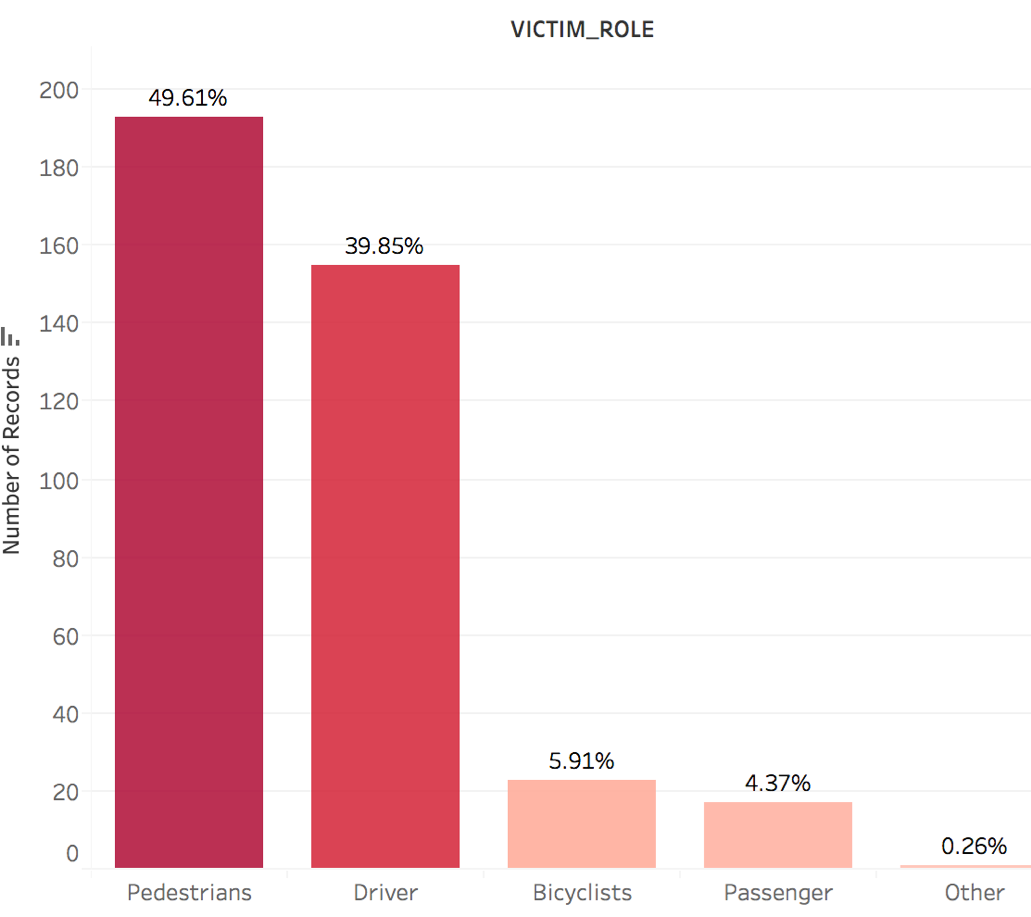 VICTIM_ROLE
Number of Records
200
180
160
140
120
100
80
60
40
20
0
49.61%
39.85%
5.91%
4.37%
0.26%
Pedestrians
Driver
Bicyclists
Passenger
Other